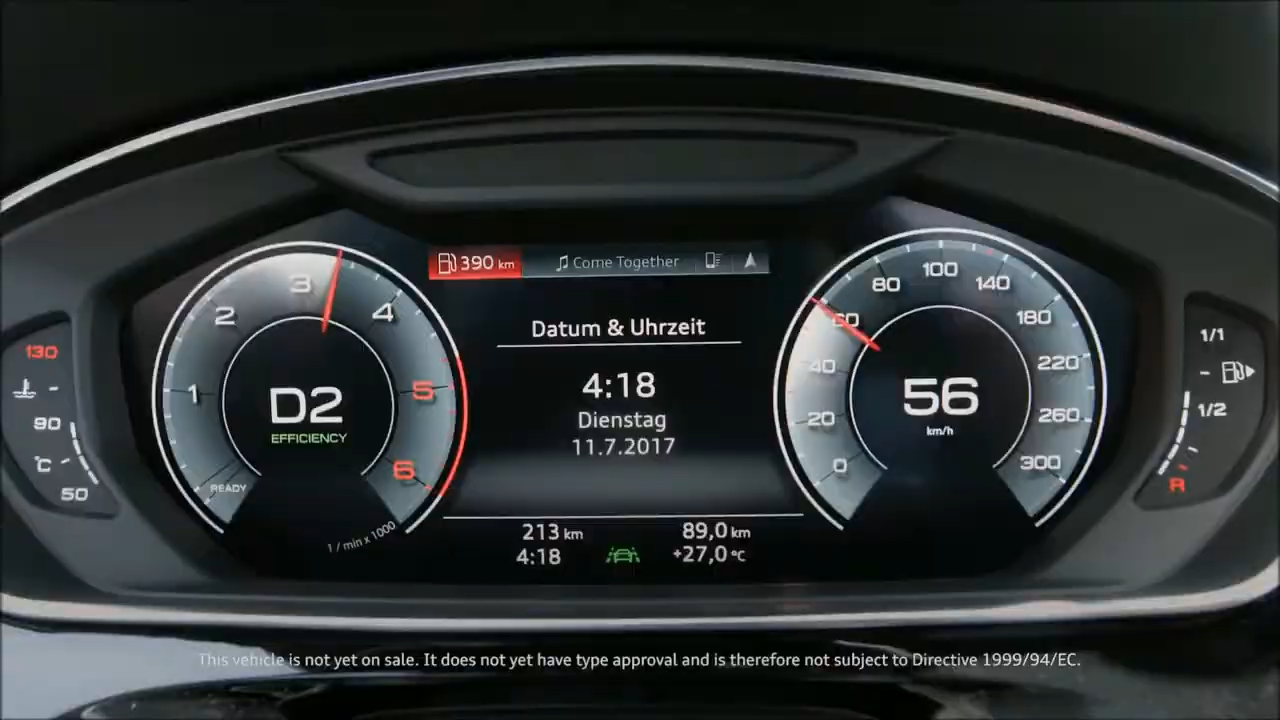 390 km
Come Together
Datum & Uhrzeit
4:18
Dienstag
11.7.2017
213 km
89,0 km
4:18
+27,0 °C
130
90
°C
50
1
2
3
4
5
6
READY
D2
EFFICIENCY
1 / min x 1000
0
20
40
60
80
100
140
180
220
260
300
56
km/h
1/1
1/2
R
This vehicle is not yet on sale. It does not yet have type approval and is therefore not subject to Directive 1999/94/EC.